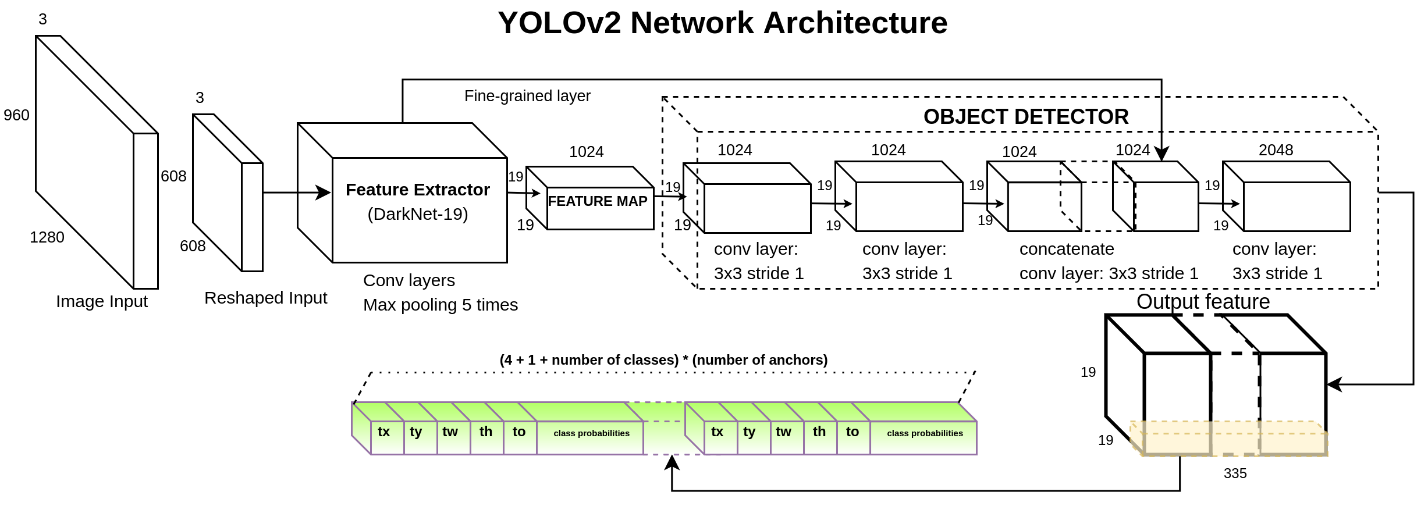 YOLOv2 Network Architecture
3
960
1280
Image Input
3
608
608
Reshaped Input
Fine-grained layer
Feature Extractor
(DarkNet-19)
Conv layers
Max pooling 5 times
1024
19
19
FEATURE MAP
OBJECT DETECTOR
1024
19
19
conv layer:
3x3 stride 1
1024
19
19
conv layer:
3x3 stride 1
1024
1024
19
19
concatenate
conv layer: 3x3 stride 1
2048
19
19
conv layer:
3x3 stride 1
Output feature
19
19
335
(4 + 1 + number of classes) * (number of anchors)
tx ty tw th to class probabilities tx ty tw th to class probabilities